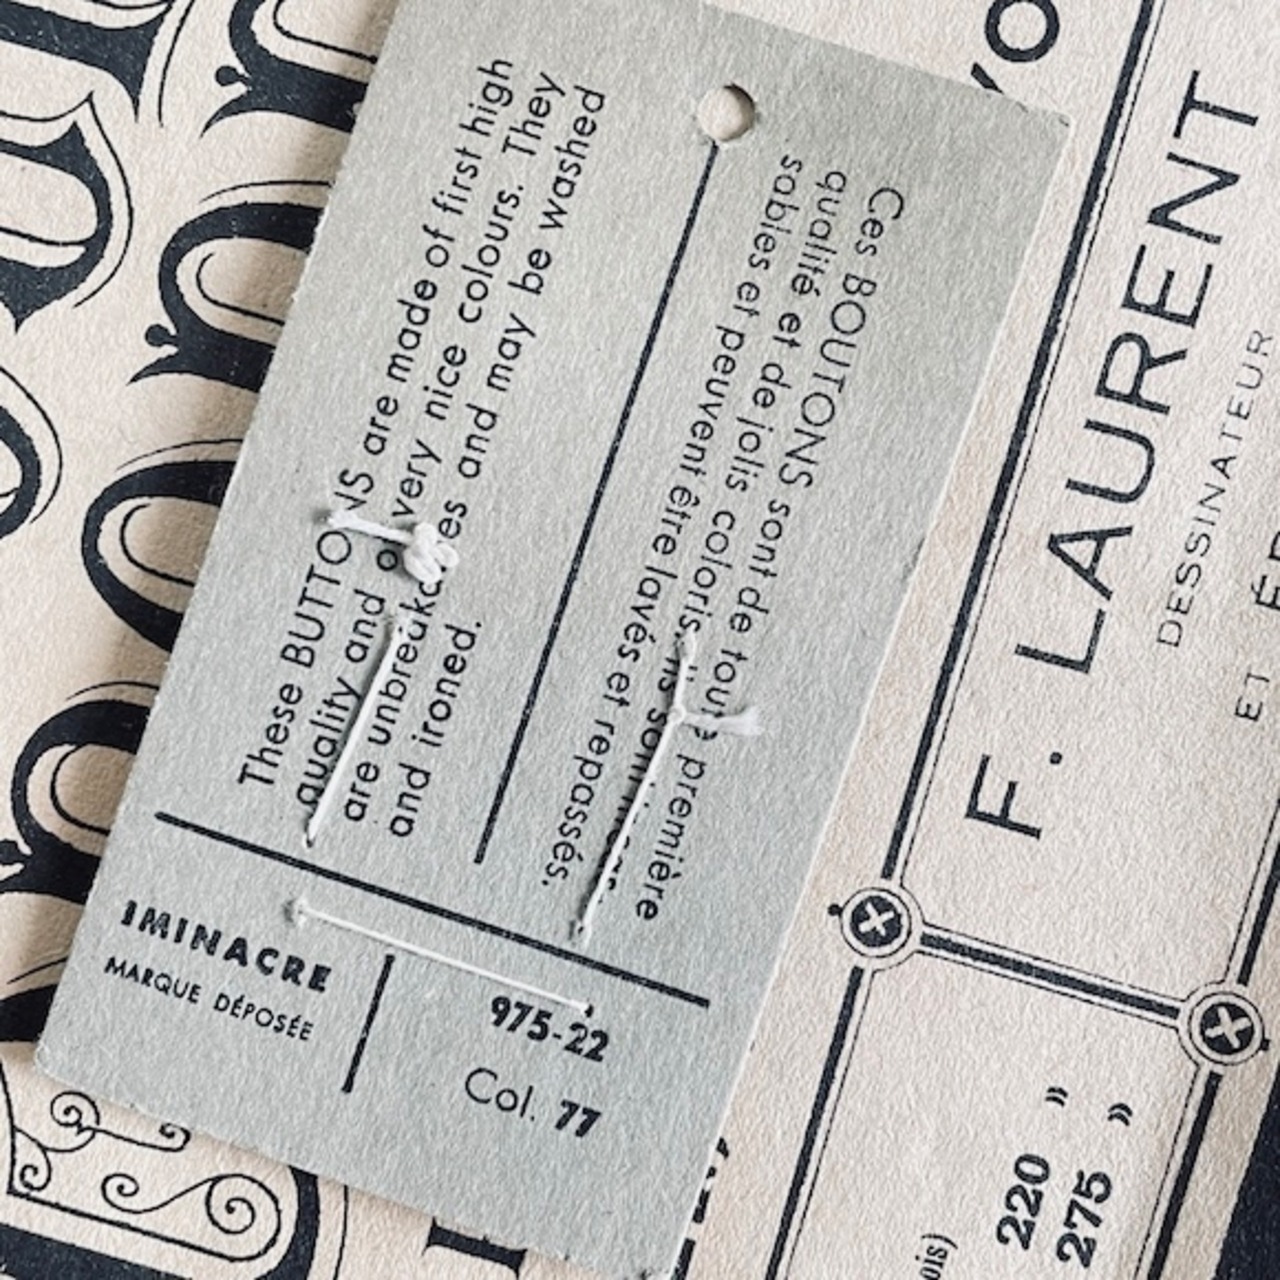 These BUTTONS are made of first high
quality and of very nice colours. They
are unbreakables and may be washed
and ironed.
Ces BOUTONS sont de toute première
qualité et de jolis coloris. Ils sont
sables et peuvent être lavés et repassés.
IMINACRE
MARQUE DÉPOSÉE
975-22
Col. 77
F. LAURENT
DESSINATEUR
ET
220 »
275 »